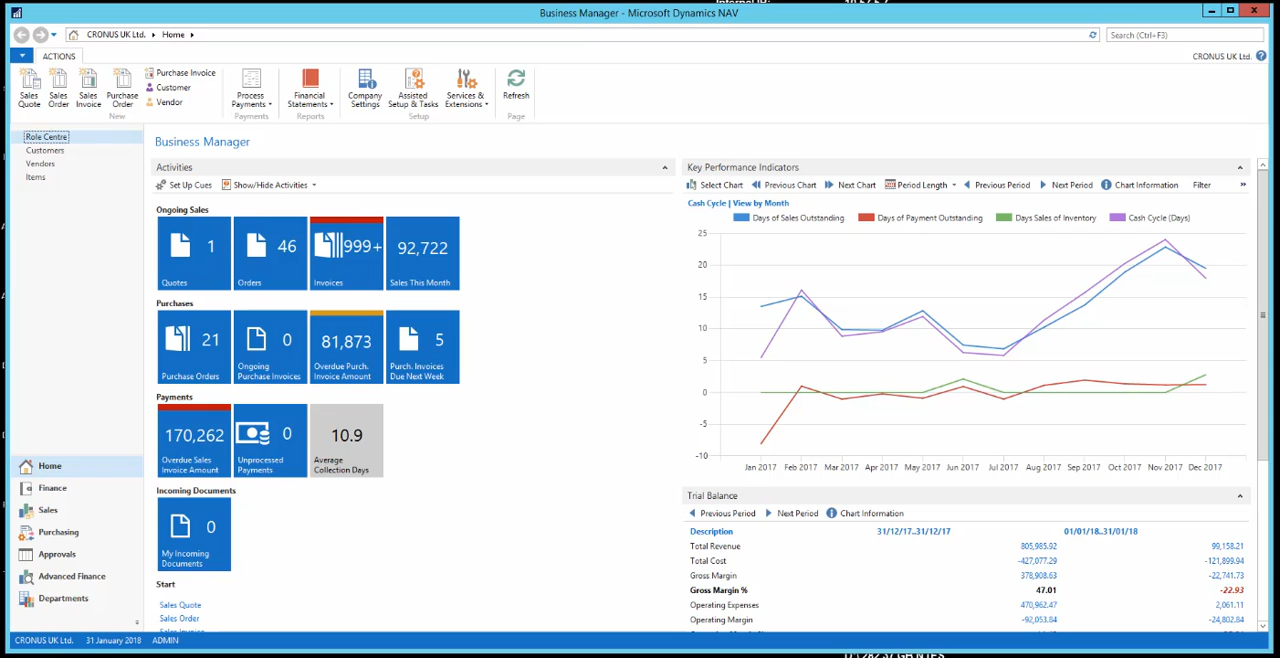 Business Manager - Microsoft Dynamics NAV
CRONUS UK Ltd. Home
Search (Ctrl+F3)
ACTIONS
CRONUS UK Ltd.
Sales Quote
Sales Order
Sales Invoice
Purchase Order
Purchase Invoice
Customer
Vendor
Process Payments
Financial Statements
Company Settings
Assisted Setup & Tasks
Services & Extensions
Refresh
New
Payments
Reports
Setup
Page
Role Centre
Customers
Vendors
Items
Home
Finance
Sales
Purchasing
Approvals
Advanced Finance
Departments
Business Manager
Activities
Set Up Cues
Show/Hide Activities
Ongoing Sales
1
Quotes
46
Orders
999+
Invoices
92,722
Sales This Month
Purchases
21
Purchase Orders
0
Ongoing
Purchase Invoices
81,873
Overdue Purch.
Invoice Amount
5
Purch. Invoices
Due Next Week
Payments
170,262
Overdue Sales
Invoice Amount
0
Unprocessed
Payments
10.9
Average
Collection Days
Incoming Documents
0
My Incoming
Documents
Start
Sales Quote
Sales Order
Key Performance Indicators
Select Chart
Previous Chart
Next Chart
Period Length
Previous Period
Next Period
Chart Information
Filter
Cash Cycle | View by Month
Days of Sales Outstanding
Days of Payment Outstanding
Days Sales of Inventory
Cash Cycle (Days)
25
20
15
10
5
0
-5
-10
Jan 2017 Feb 2017 Mar 2017 Apr 2017 May 2017 Jun 2017 Jul 2017 Aug 2017 Sep 2017 Oct 2017 Nov 2017 Dec 2017
Trial Balance
Previous Period
Next Period
Chart Information
Description 31/12/17..31/12/17 01/01/18..31/01/18
Total Revenue 805,985.92 99,158.21
Total Cost -427,077.29 -121,899.94
Gross Margin 378,908.63 -22,741.73
Gross Margin % 47.01 -22.93
Operating Expenses 470,962.47 2,061.11
Operating Margin -92,053.84 -24,802.84
CRONUS UK Ltd. 31 January 2018 ADMIN